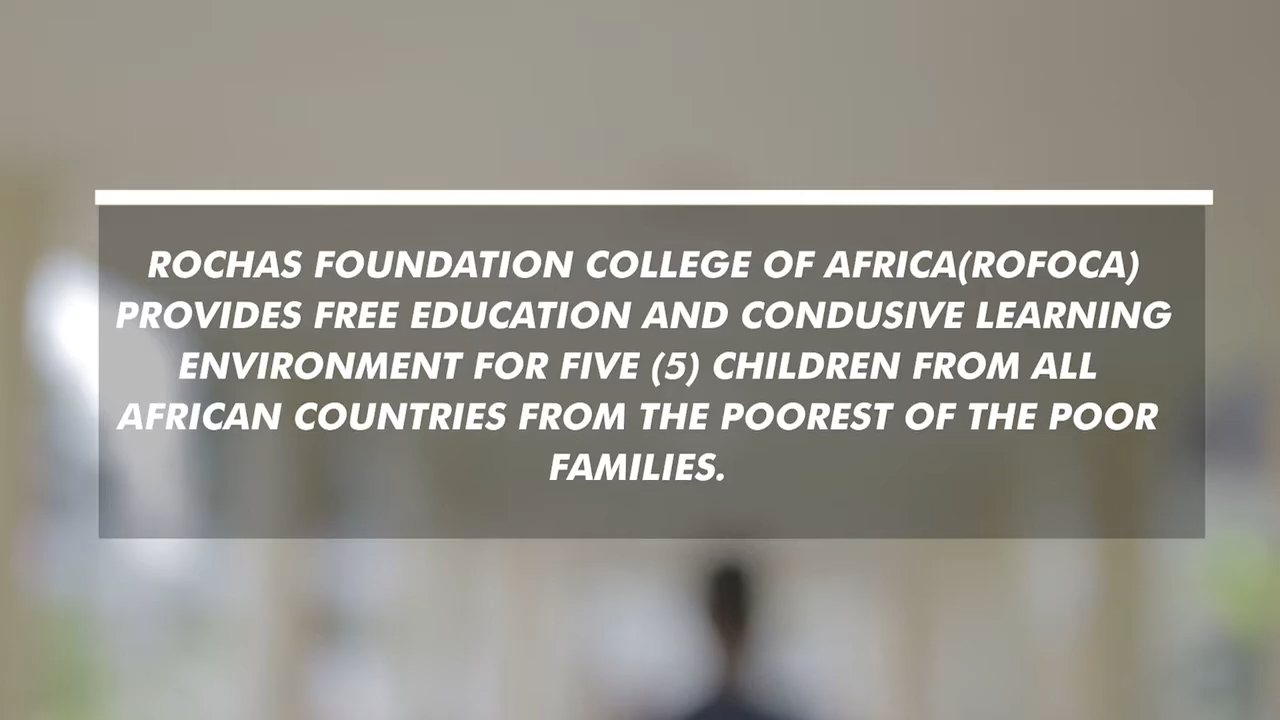 ROCHAS FOUNDATION COLLEGE OF AFRICA(ROFOCA)
PROVIDES FREE EDUCATION AND CONDUSIVE LEARNING
ENVIRONMENT FOR FIVE (5) CHILDREN FROM ALL
AFRICAN COUNTRIES FROM THE POOREST OF THE POOR
FAMILIES.